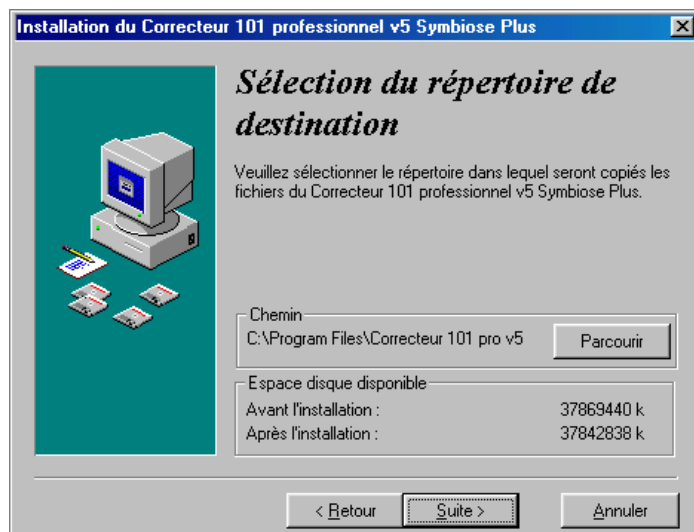 Installation du Correcteur 101 professionnel v5 Symbiose Plus
Sélection du répertoire de
destination
Veuillez sélectionner le répertoire dans lequel seront copiés les
fichiers du Correcteur 101 professionnel v5 Symbiose Plus.
Chemin
C:\Program Files\Correcteur 101 pro v5
Parcourir
Espace disque disponible
Avant l'installation : 37869440 k
Après l'installation : 37842838 k
< Retour
Suite >
Annuler